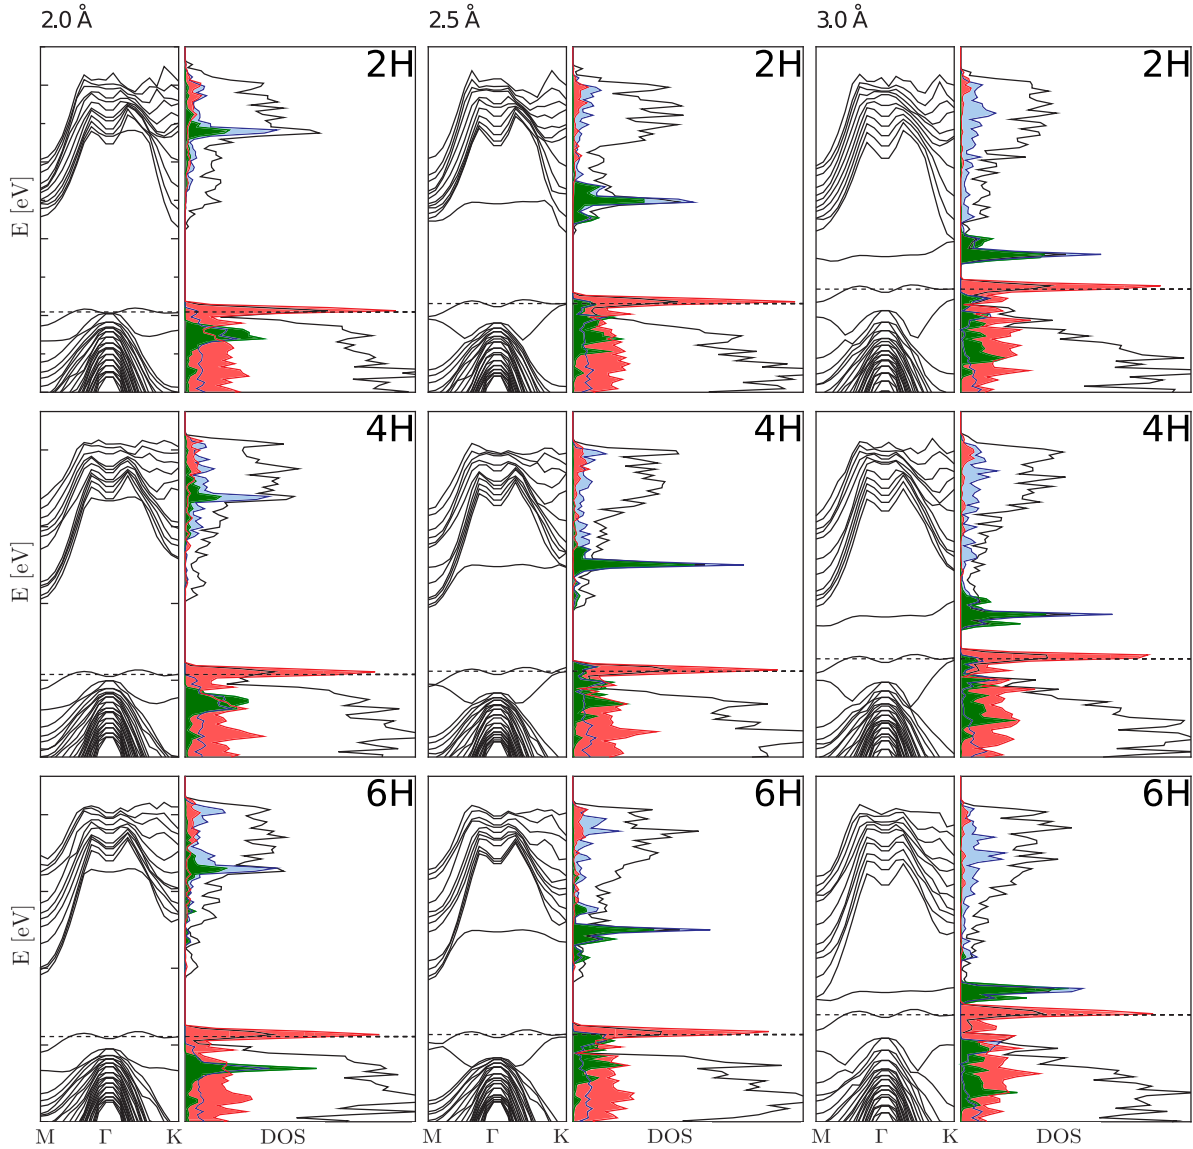 2.0 Å 2.5 Å 3.0 Å
2H 2H 2H
E [eV]
4H 4H 4H
E [eV]
6H 6H 6H
E [eV]
M Γ K DOS M Γ K DOS M Γ K DOS